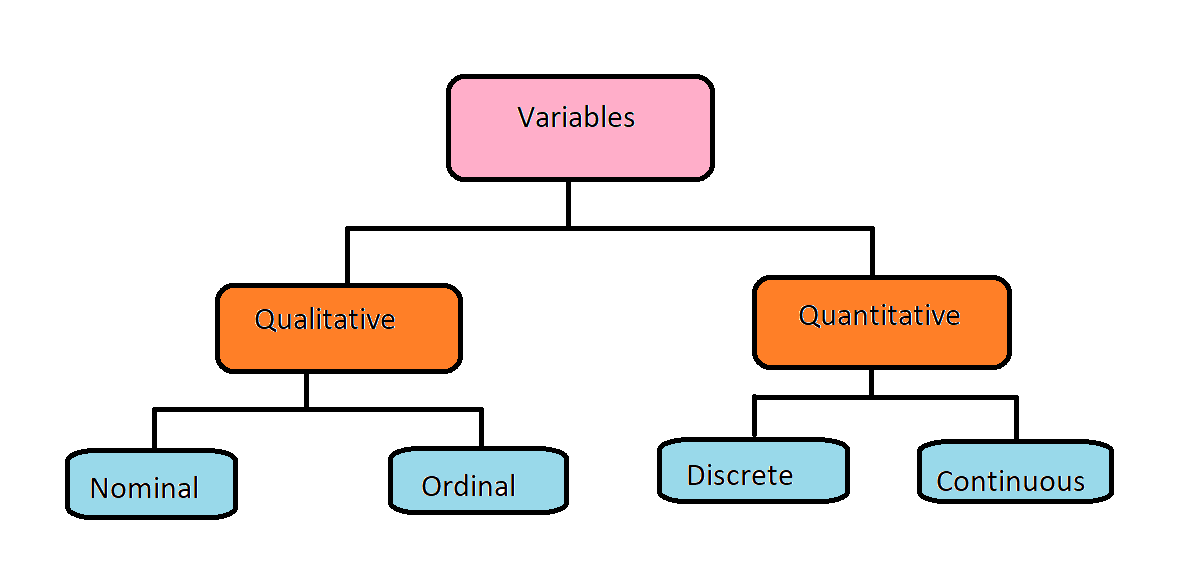 Variables
Qualitative
Quantitative
Nominal
Ordinal
Discrete
Continuous